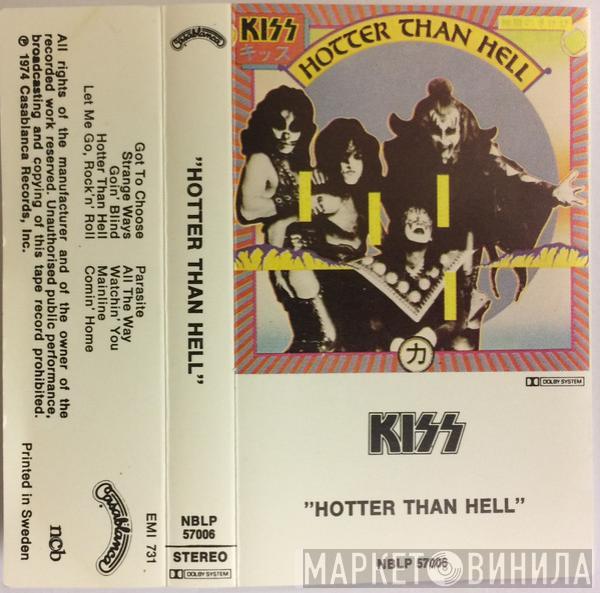 All rights of the manufacturer and of the owner of the
recorded work reserved. Unauthorised public performance,
broadcasting and copying of this tape record prohibited.
℗ 1974 Casablanca Records, Inc.
Printed in Sweden
ncb
Got To Choose
Strange Ways
Goin' Blind
Hotter Than Hell
Let Me Go, Rock'n' Roll
Parasite
All The Way
Watchin' You
Mainline
Comin' Home
Casablanca
EMI 731
Casablanca
"HOTTER THAN HELL"
NBLP
57006
STEREO
DOLBY SYSTEM
KISS
キッス
HOTTER THAN HELL
力
DOLBY SYSTEM
KISS
"HOTTER THAN HELL"
NBLP 57006
МАРКЕТ ВИНИЛА